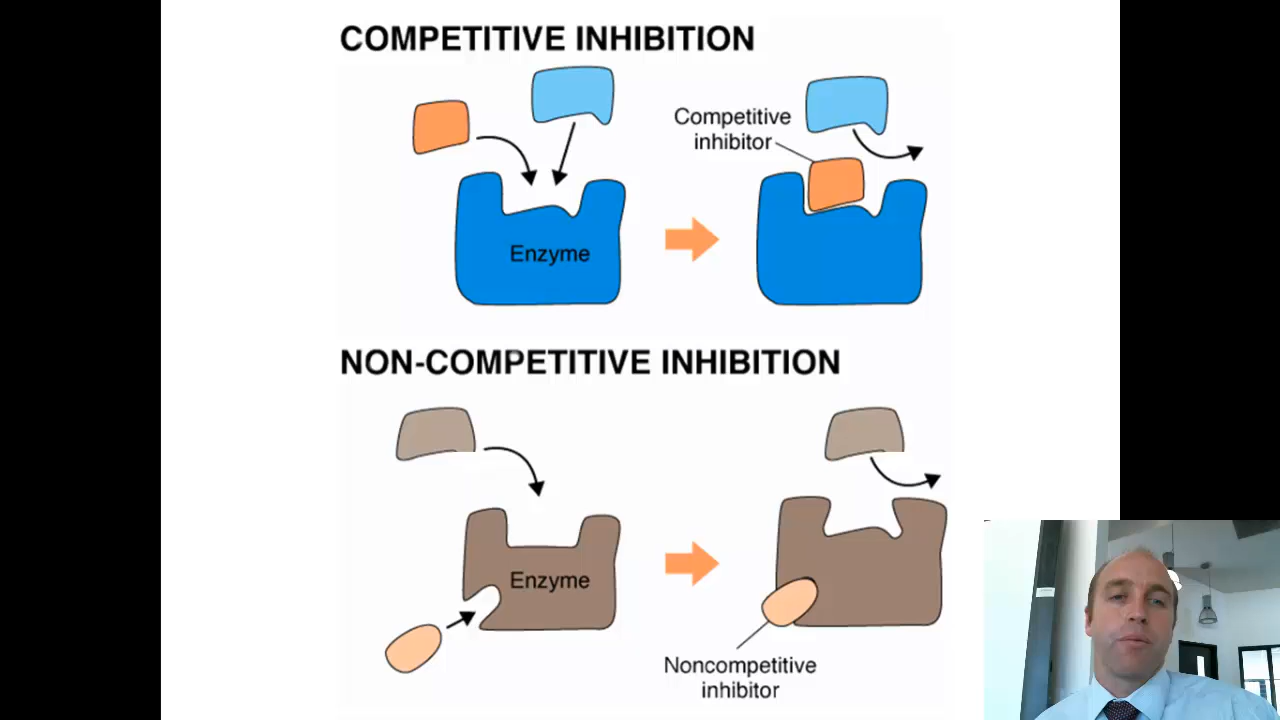 COMPETITIVE INHIBITION
Competitive
inhibitor
Enzyme
NON-COMPETITIVE INHIBITION
Enzyme
Noncompetitive
inhibitor